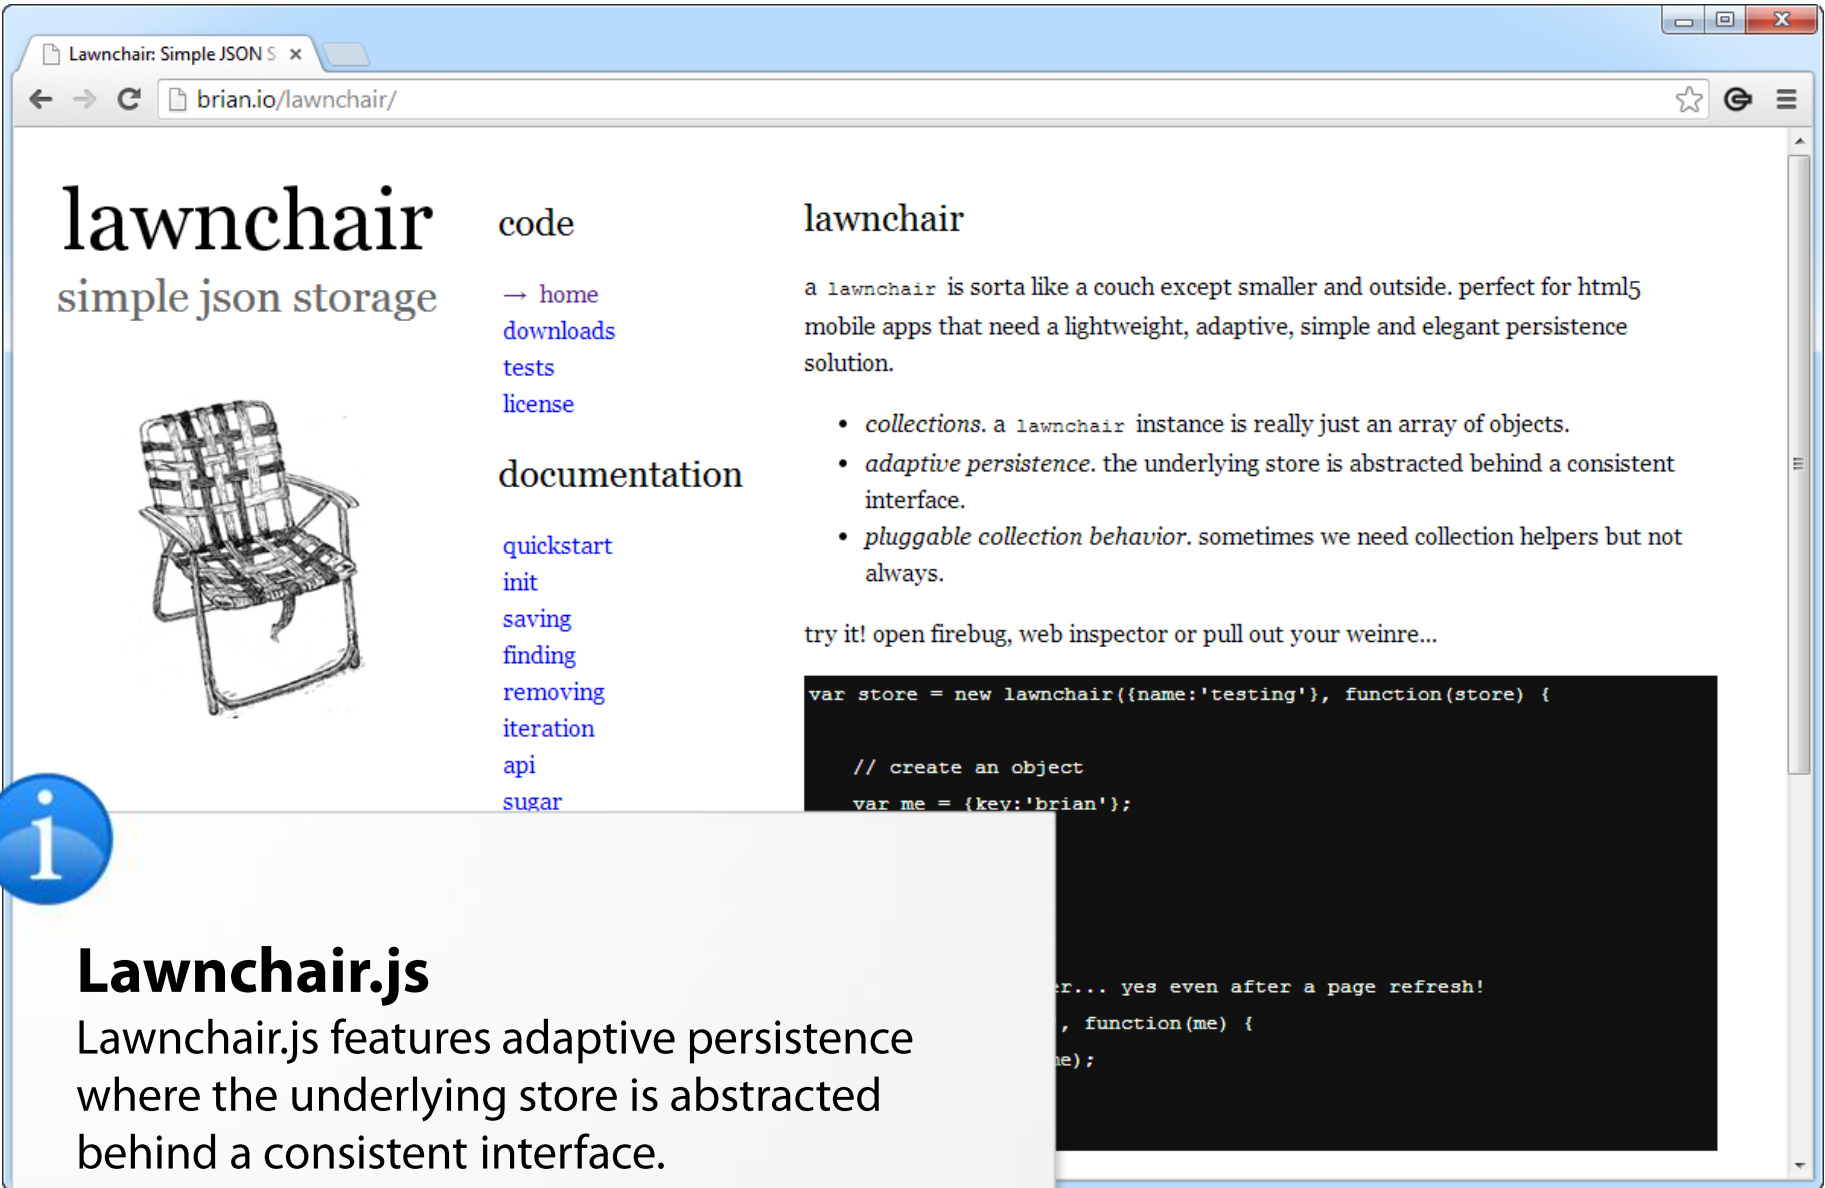 Lawnchair: Simple JSON S
brian.io/lawnchair/
lawnchair
simple json storage
code
→ home
downloads
tests
license
documentation
quickstart
init
saving
finding
removing
iteration
api
sugar
lawnchair
a lawnchair is sorta like a couch except smaller and outside. perfect for html5
mobile apps that need a lightweight, adaptive, simple and elegant persistence
solution.
• collections. a lawnchair instance is really just an array of objects.
• adaptive persistence. the underlying store is abstracted behind a consistent
interface.
• pluggable collection behavior. sometimes we need collection helpers but not
always.
try it! open firebug, web inspector or pull out your weinre...
var store = new lawnchair({name:'testing'}, function(store) {
// create an object
var me = {key:'brian'};
r... yes even after a page refresh!
, function(me) {
e);
i
Lawnchair.js
Lawnchair.js features adaptive persistence
where the underlying store is abstracted
behind a consistent interface.